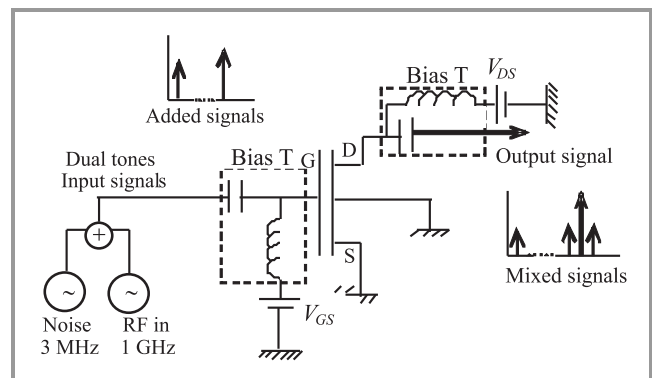 Added signals
Bias T
V_DS
Output signal
Dual tones
Input signals
Bias T
G
D
S
Mixed signals
+
~
~
V_GS
Noise
3 MHz
RF in
1 GHz